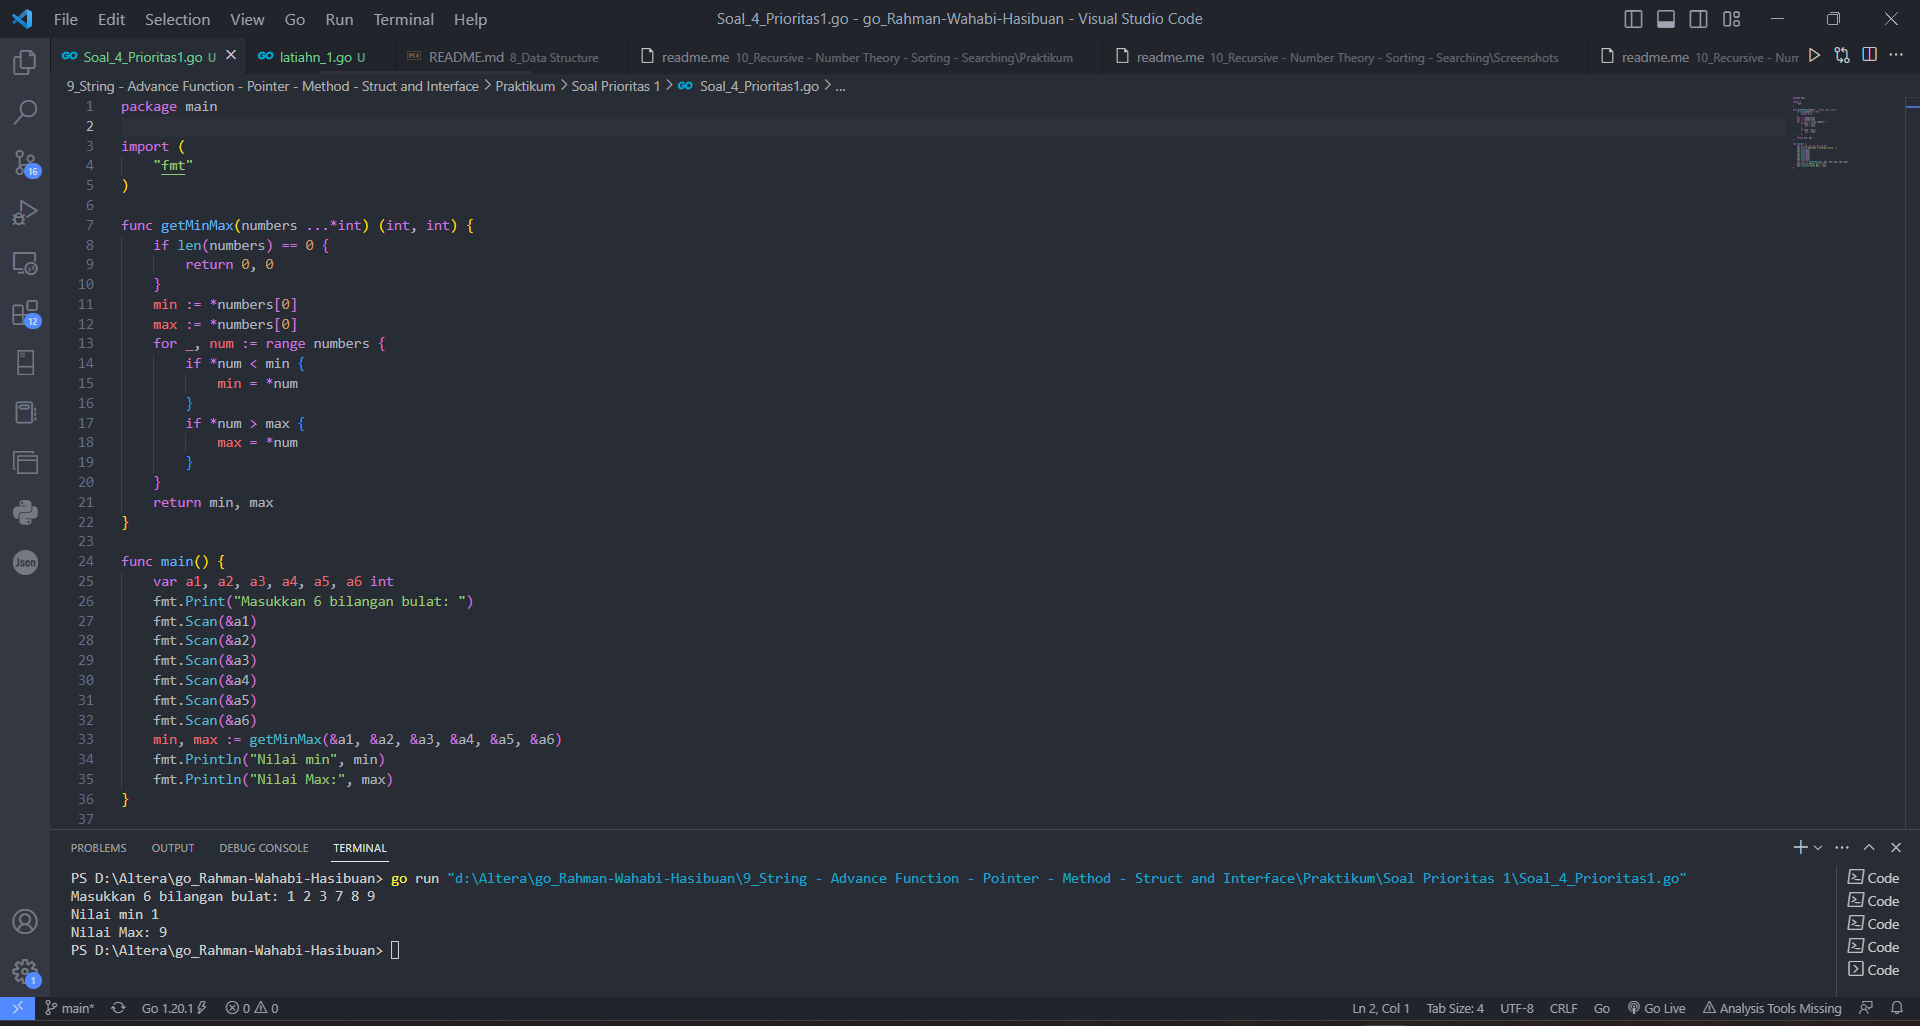 File Edit Selection View Go Run Terminal Help Soal_4_Prioritas1.go - go_Rahman-Wahabi-Hasibuan - Visual Studio Code
Soal_4_Prioritas1.go U latiahn_1.go U README.md 8_Data Structure readme.me 10_Recursive - Number Theory - Sorting - Searching\Praktikum readme.me 10_Recursive - Number Theory - Sorting - Searching\Screenshots readme.me 10_Recursive - Num
9_String - Advance Function - Pointer - Method - Struct and Interface > Praktikum > Soal Prioritas 1 > Soal_4_Prioritas1.go > ...
1 package main
2
3 import (
4 "fmt"
5 )
6
7 func getMinMax(numbers ...*int) (int, int) {
8 if len(numbers) == 0 {
9 return 0, 0
10 }
11 min := *numbers[0]
12 max := *numbers[0]
13 for _, num := range numbers {
14 if *num < min {
15 min = *num
16 }
17 if *num > max {
18 max = *num
19 }
20 }
21 return min, max
22 }
23
24 func main() {
25 var a1, a2, a3, a4, a5, a6 int
26 fmt.Print("Masukkan 6 bilangan bulat: ")
27 fmt.Scan(&a1)
28 fmt.Scan(&a2)
29 fmt.Scan(&a3)
30 fmt.Scan(&a4)
31 fmt.Scan(&a5)
32 fmt.Scan(&a6)
33 min, max := getMinMax(&a1, &a2, &a3, &a4, &a5, &a6)
34 fmt.Println("Nilai min", min)
35 fmt.Println("Nilai Max:", max)
36 }
37
16
12
Json
1
PROBLEMS OUTPUT DEBUG CONSOLE TERMINAL
PS D:\Altera\go_Rahman-Wahabi-Hasibuan> go run "d:\Altera\go_Rahman-Wahabi-Hasibuan\9_String - Advance Function - Pointer - Method - Struct and Interface\Praktikum\Soal Prioritas 1\Soal_4_Prioritas1.go"
Masukkan 6 bilangan bulat: 1 2 3 7 8 9
Nilai min 1
Nilai Max: 9
PS D:\Altera\go_Rahman-Wahabi-Hasibuan>
Code
Code
Code
Code
Code
main* Go 1.20.1 0 0 Ln 2, Col 1 Tab Size: 4 UTF-8 CRLF Go Go Live Analysis Tools Missing